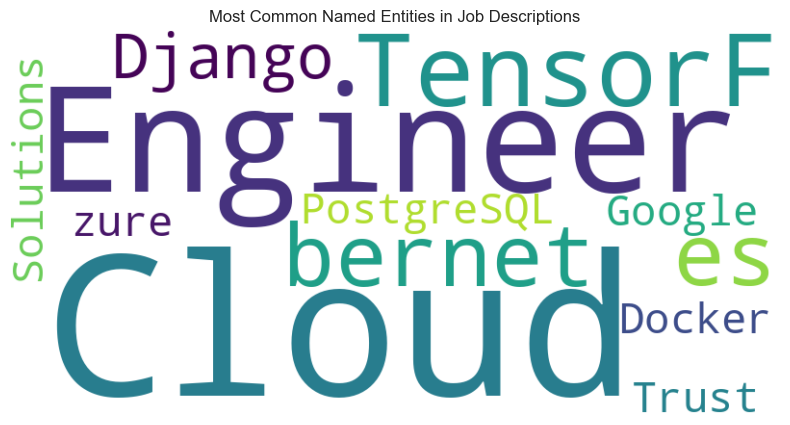 Most Common Named Entities in Job Descriptions
Django
TensorF
Engineer
Solutions
zure
PostgreSQL
Google
bernet
es
Cloud
Docker
Trust